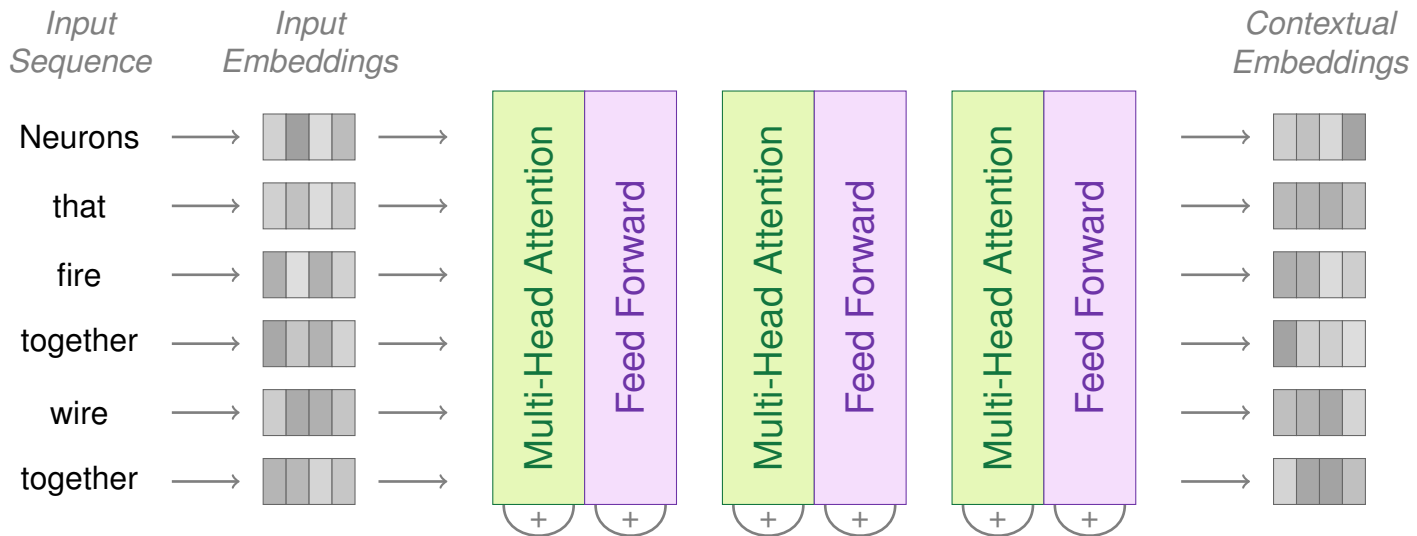 Input
Sequence
Input
Embeddings
Contextual
Embeddings
Neurons
that
fire
together
wire
together
Multi-Head Attention
Feed Forward
Multi-Head Attention
Feed Forward
Multi-Head Attention
Feed Forward
+
+
+
+
+
+